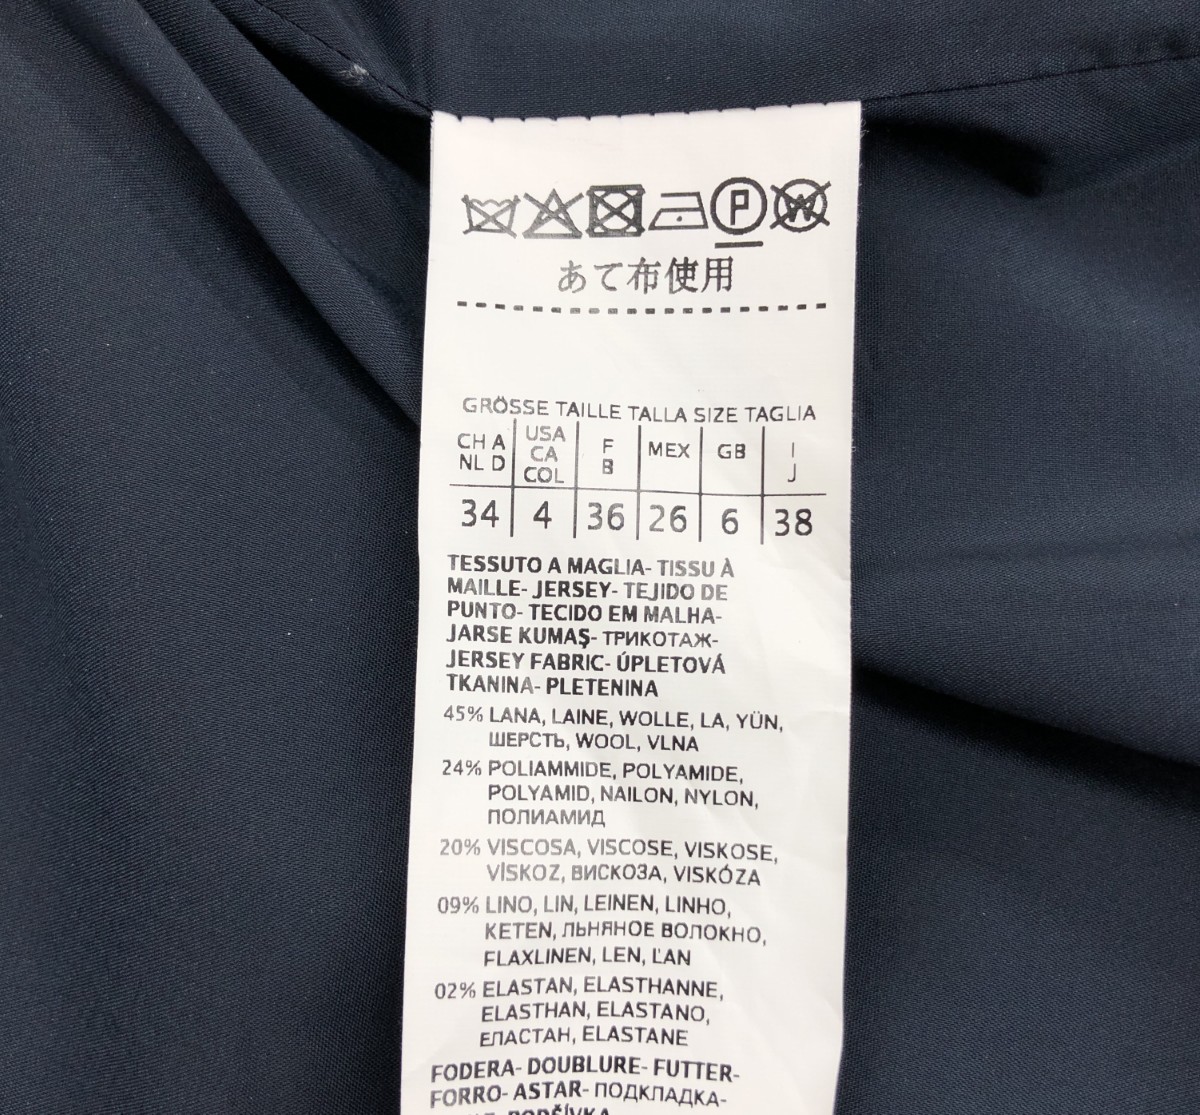 P W
あて布使用
GRÖSSE TAILLE TALLA SIZE TAGLIA
CH A NL D USA CA COL F B MEX GB I J
34 4 36 26 6 38
TESSUTO A MAGLIA- TISSU À
MAILLE- JERSEY- TEJIDO DE
PUNTO- TECIDO EM MALHA-
JARSE KUMAŞ- ТРИКОТАЖ-
JERSEY FABRIC- ÚPLETOVÁ
TKANINA- PLETENINA
45% LANA, LAINE, WOLLE, LA, YÜN,
ШЕРСТЬ, WOOL, VLNA
24% POLIAMMIDE, POLYAMIDE,
POLYAMID, NAILON, NYLON,
ПОЛИАМИД
20% VISCOSA, VISCOSE, VISKOSE,
VİSKOZ, ВИСКОЗА, VISKÓZA
09% LINO, LIN, LEINEN, LINHO,
KETEN, ЛЬНЯНОЕ ВОЛОКНО,
FLAXLINEN, LEN, ĽAN
02% ELASTAN, ELASTHANNE,
ELASTHAN, ELASTANO,
ЕЛАСТАН, ELASTANE
FODERA- DOUBLURE- FUTTER-
FORRO- ASTAR- ПОДКЛАДКА-
PODŠÍVKA